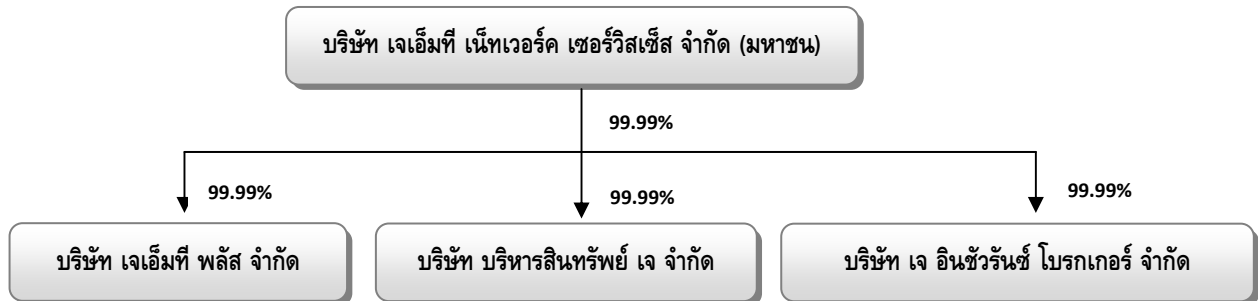 บริษัท เจเอ็มที เน็ทเวอร์ค เซอร์วิสเซ็ส จำกัด (มหาชน)
99.99%
99.99%
99.99%
99.99%
บริษัท เจเอ็มที พลัส จำกัด
บริษัท บริหารสินทรัพย์ เจ จำกัด
บริษัท เจ อินชัวรันซ์ โบรกเกอร์ จำกัด